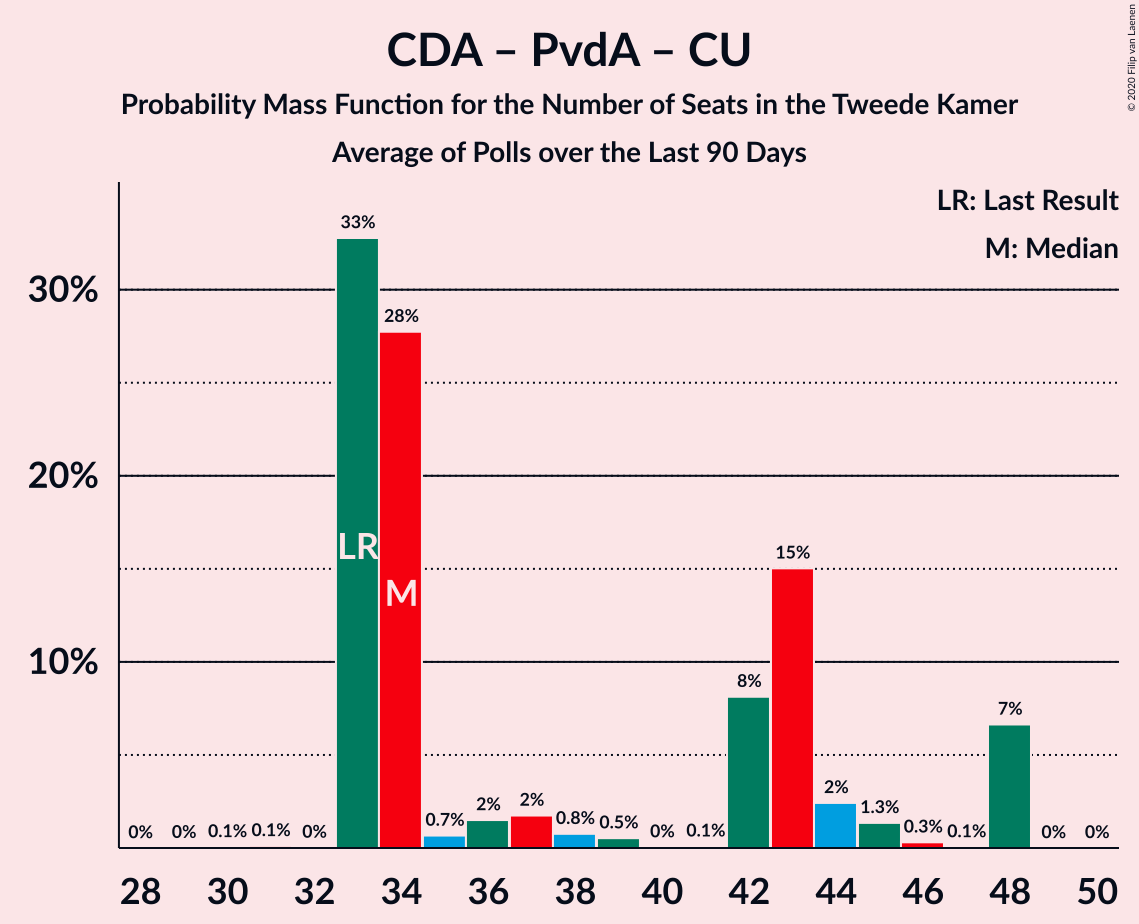 CDA – PvdA – CU
Probability Mass Function for the Number of Seats in the Tweede Kamer
Average of Polls over the Last 90 Days
© 2020 Filip van Laenen
LR: Last Result
M: Median
30%
20%
10%
0% 0% 0.1% 0.1% 0% 33% 28% 0.7% 2% 2% 0.8% 0.5% 0% 0.1% 8% 15% 2% 1.3% 0.3% 0.1% 7% 0% 0%
LR
M
28 30 32 34 36 38 40 42 44 46 48 50